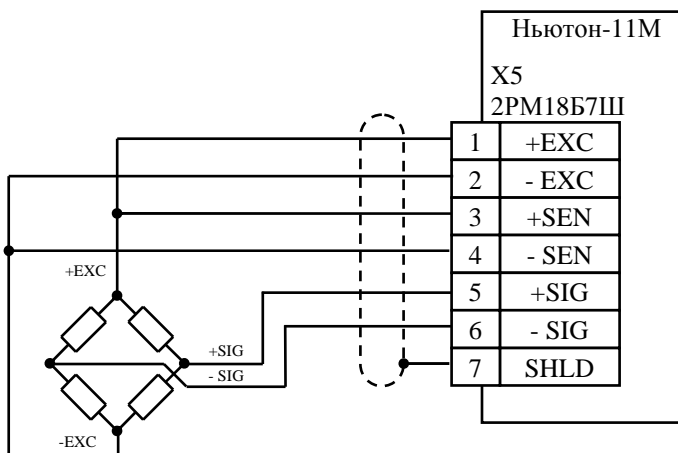 Ньютон-11М
X5
2РМ18Б7Ш
1 +EXC
2 - EXC
3 +SEN
4 - SEN
5 +SIG
6 - SIG
7 SHLD
+EXC
+SIG
- SIG
-EXC